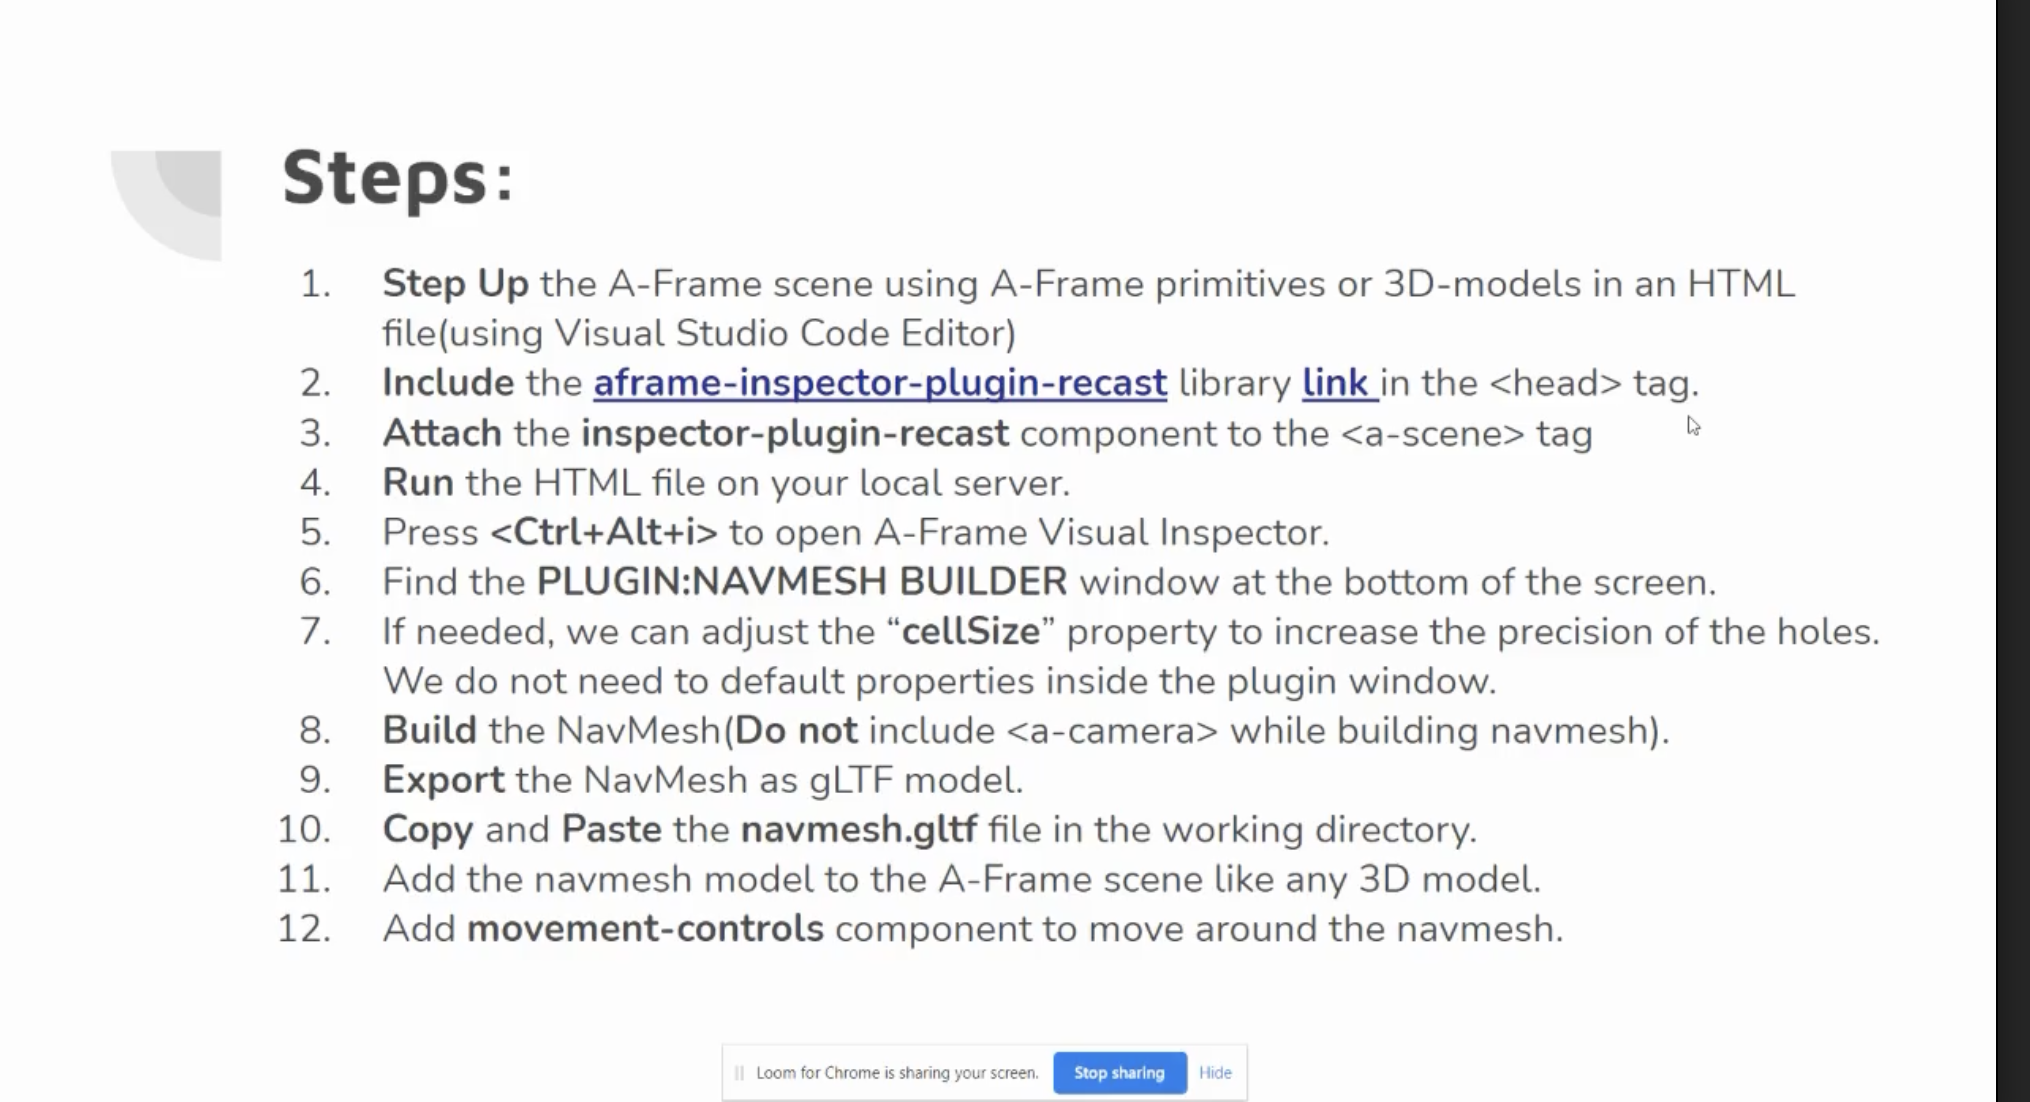 Steps:
1. Step Up the A-Frame scene using A-Frame primitives or 3D-models in an HTML
file(using Visual Studio Code Editor)
2. Include the aframe-inspector-plugin-recast library link in the <head> tag.
3. Attach the inspector-plugin-recast component to the <a-scene> tag
4. Run the HTML file on your local server.
5. Press <Ctrl+Alt+i> to open A-Frame Visual Inspector.
6. Find the PLUGIN:NAVMESH BUILDER window at the bottom of the screen.
7. If needed, we can adjust the “cellSize” property to increase the precision of the holes.
We do not need to default properties inside the plugin window.
8. Build the NavMesh(Do not include <a-camera> while building navmesh).
9. Export the NavMesh as gLTF model.
10. Copy and Paste the navmesh.gltf file in the working directory.
11. Add the navmesh model to the A-Frame scene like any 3D model.
12. Add movement-controls component to move around the navmesh.
Loom for Chrome is sharing your screen. Stop sharing Hide